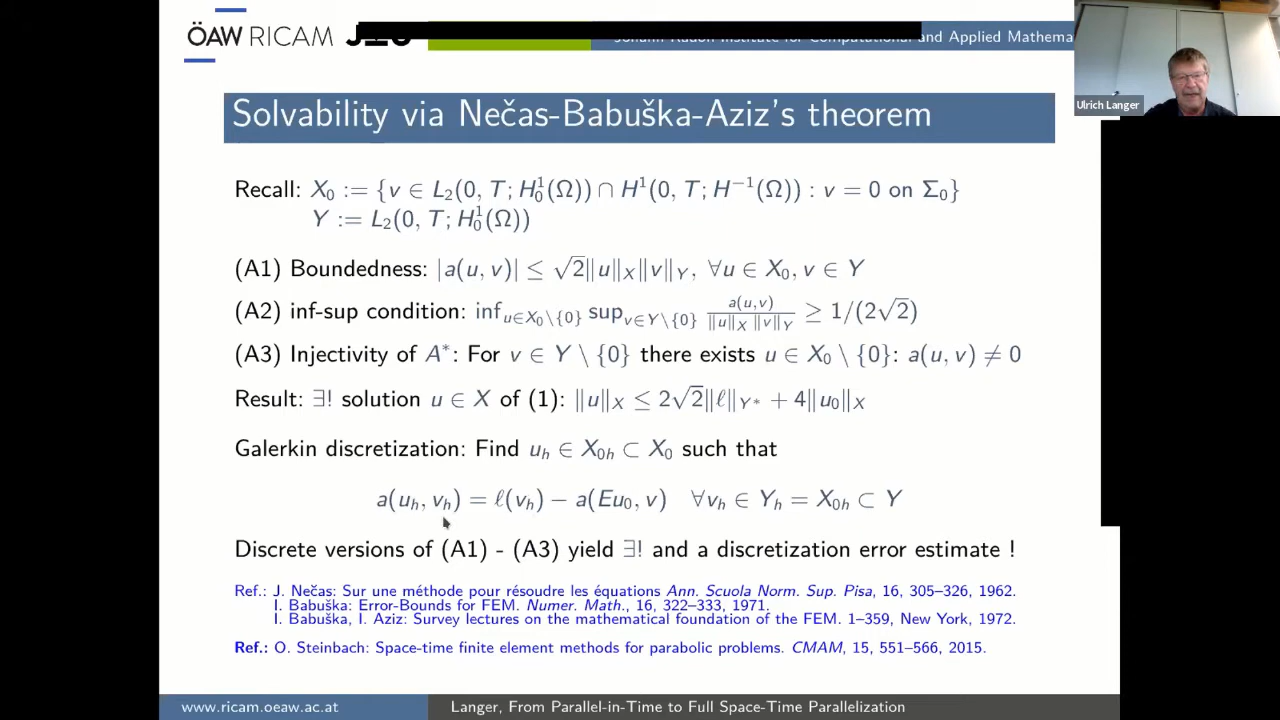 ÖAW RICAM
Johann Radon Institute for Computational and Applied Mathema
Ulrich Langer
Solvability via Nečas-Babuška-Aziz's theorem
Recall: X₀ := {v ∈ L₂(0, T; H₀¹(Ω)) ∩ H¹(0, T; H⁻¹(Ω)) : v = 0 on Σ₀}
Y := L₂(0, T; H₀¹(Ω))
(A1) Boundedness: |a(u, v)| ≤ √2‖u‖_X‖v‖_Y, ∀u ∈ X₀, v ∈ Y
(A2) inf-sup condition: inf_{u∈X₀\{0}} sup_{v∈Y\{0}} a(u,v)/(‖u‖_X ‖v‖_Y) ≥ 1/(2√2)
(A3) Injectivity of A*: For v ∈ Y \ {0} there exists u ∈ X₀ \ {0}: a(u, v) ≠ 0
Result: ∃! solution u ∈ X of (1): ‖u‖_X ≤ 2√2‖ℓ‖_{Y*} + 4‖u₀‖_X
Galerkin discretization: Find u_h ∈ X_{0h} ⊂ X₀ such that
a(u_h, v_h) = ℓ(v_h) − a(Eu₀, v) ∀v_h ∈ Y_h = X_{0h} ⊂ Y
Discrete versions of (A1) - (A3) yield ∃! and a discretization error estimate !
Ref.: J. Nečas: Sur une méthode pour résoudre les équations Ann. Scuola Norm. Sup. Pisa, 16, 305–326, 1962.
I. Babuška: Error-Bounds for FEM. Numer. Math., 16, 322–333, 1971.
I. Babuška, I. Aziz: Survey lectures on the mathematical foundation of the FEM. 1–359, New York, 1972.
Ref.: O. Steinbach: Space-time finite element methods for parabolic problems. CMAM, 15, 551–566, 2015.
www.ricam.oeaw.ac.at
Langer, From Parallel-in-Time to Full Space-Time Parallelization